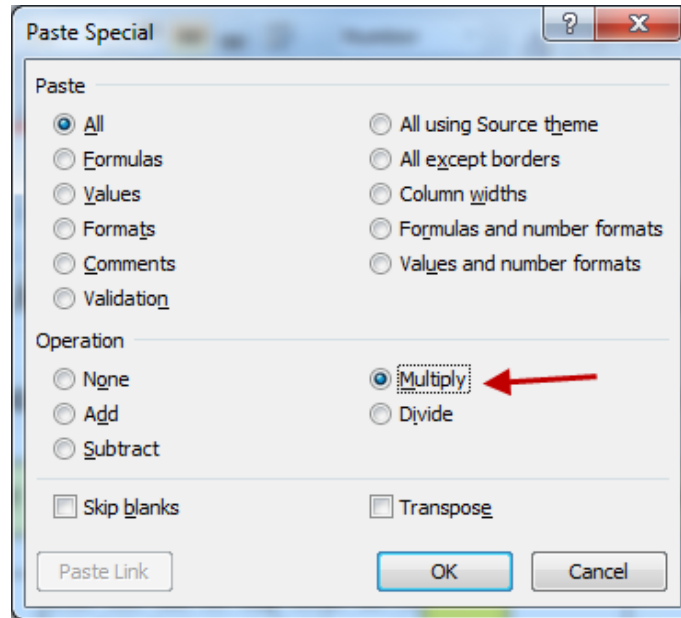 Paste Special
Paste
All
All using Source theme
Formulas
All except borders
Values
Column widths
Formats
Formulas and number formats
Comments
Values and number formats
Validation
Operation
None
Multiply
Add
Divide
Subtract
Skip blanks
Transpose
Paste Link
OK
Cancel